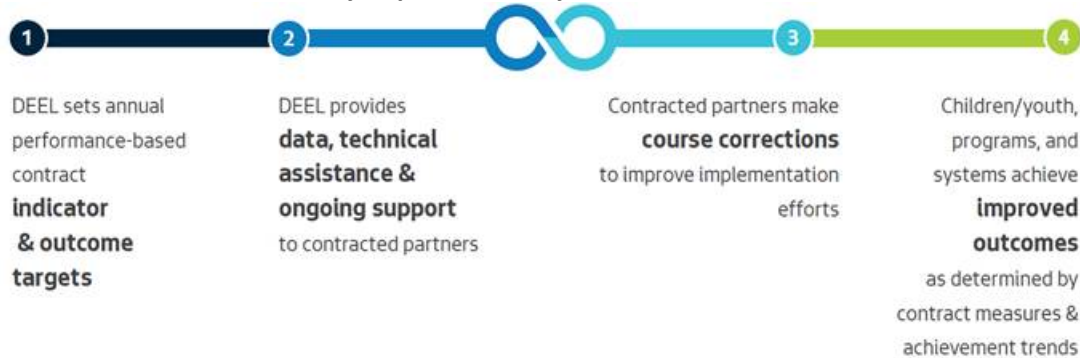 1
2
3
4
DEEL sets annual
performance-based
contract
indicator
& outcome
targets
DEEL provides
data, technical
assistance &
ongoing support
to contracted partners
Contracted partners make
course corrections
to improve implementation
efforts
Children/youth,
programs, and
systems achieve
improved
outcomes
as determined by
contract measures &
achievement trends